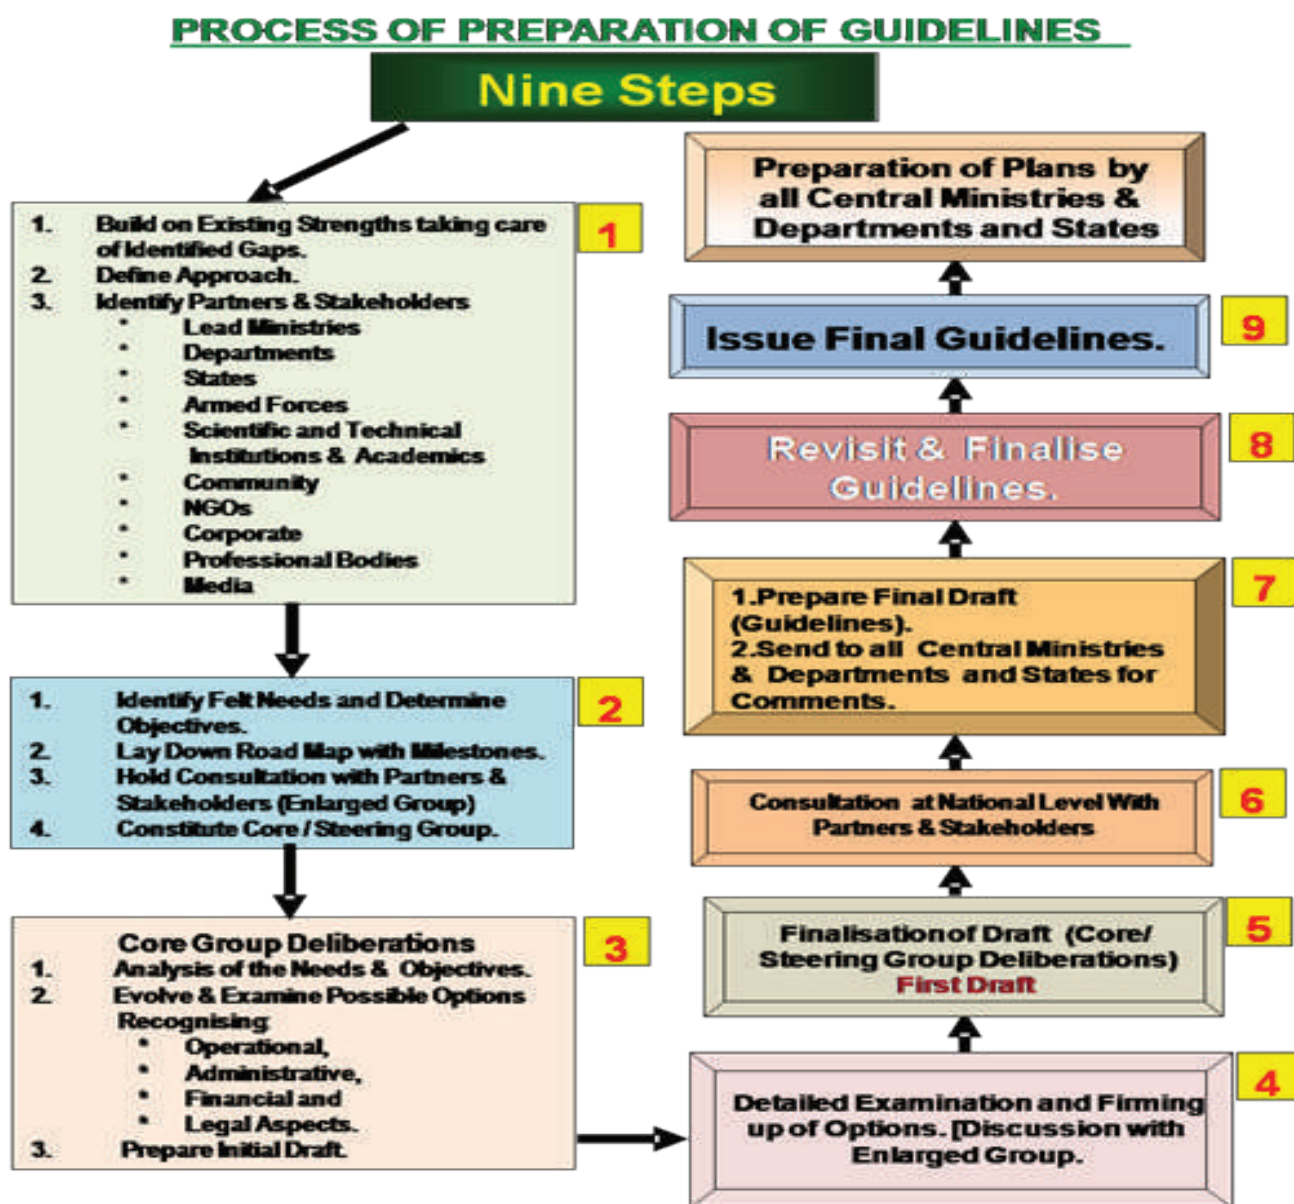 PROCESS OF PREPARATION OF GUIDELINES
Nine Steps
1
1. Build on Existing Strengths taking care
of Identified Gaps.
2. Define Approach.
3. Identify Partners & Stakeholders
* Lead Ministries
* Departments
* States
* Armed Forces
* Scientific and Technical
Institutions & Academics
* Community
* NGOs
* Corporate
* Professional Bodies
* Media
2
1. Identify Felt Needs and Determine
Objectives.
2. Lay Down Road Map with Milestones.
3. Hold Consultation with Partners &
Stakeholders (Enlarged Group)
4. Constitute Core / Steering Group.
3
Core Group Deliberations
1. Analysis of the Needs & Objectives.
2. Evolve & Examine Possible Options
Recognising
* Operational,
* Administrative,
* Financial and
* Legal Aspects.
3. Prepare Initial Draft.
4
Detailed Examination and Firming
up of Options. [Discussion with
Enlarged Group.
5
Finalisation of Draft (Core/
Steering Group Deliberations)
First Draft
6
Consultation at National Level With
Partners & Stakeholders
7
1.Prepare Final Draft
(Guidelines).
2.Send to all Central Ministries
& Departments and States for
Comments.
8
Revisit & Finalise
Guidelines.
9
Issue Final Guidelines.
Preparation of Plans by
all Central Ministries &
Departments and States